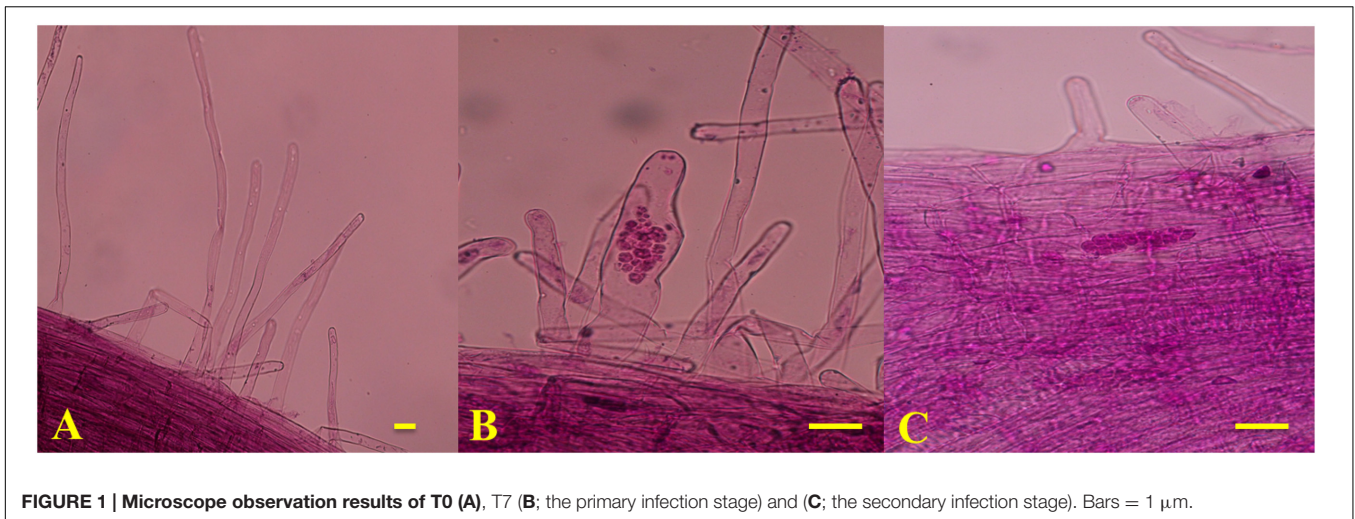 A B C
FIGURE 1 | Microscope observation results of T0 (A), T7 (B; the primary infection stage) and (C; the secondary infection stage). Bars = 1 μm.